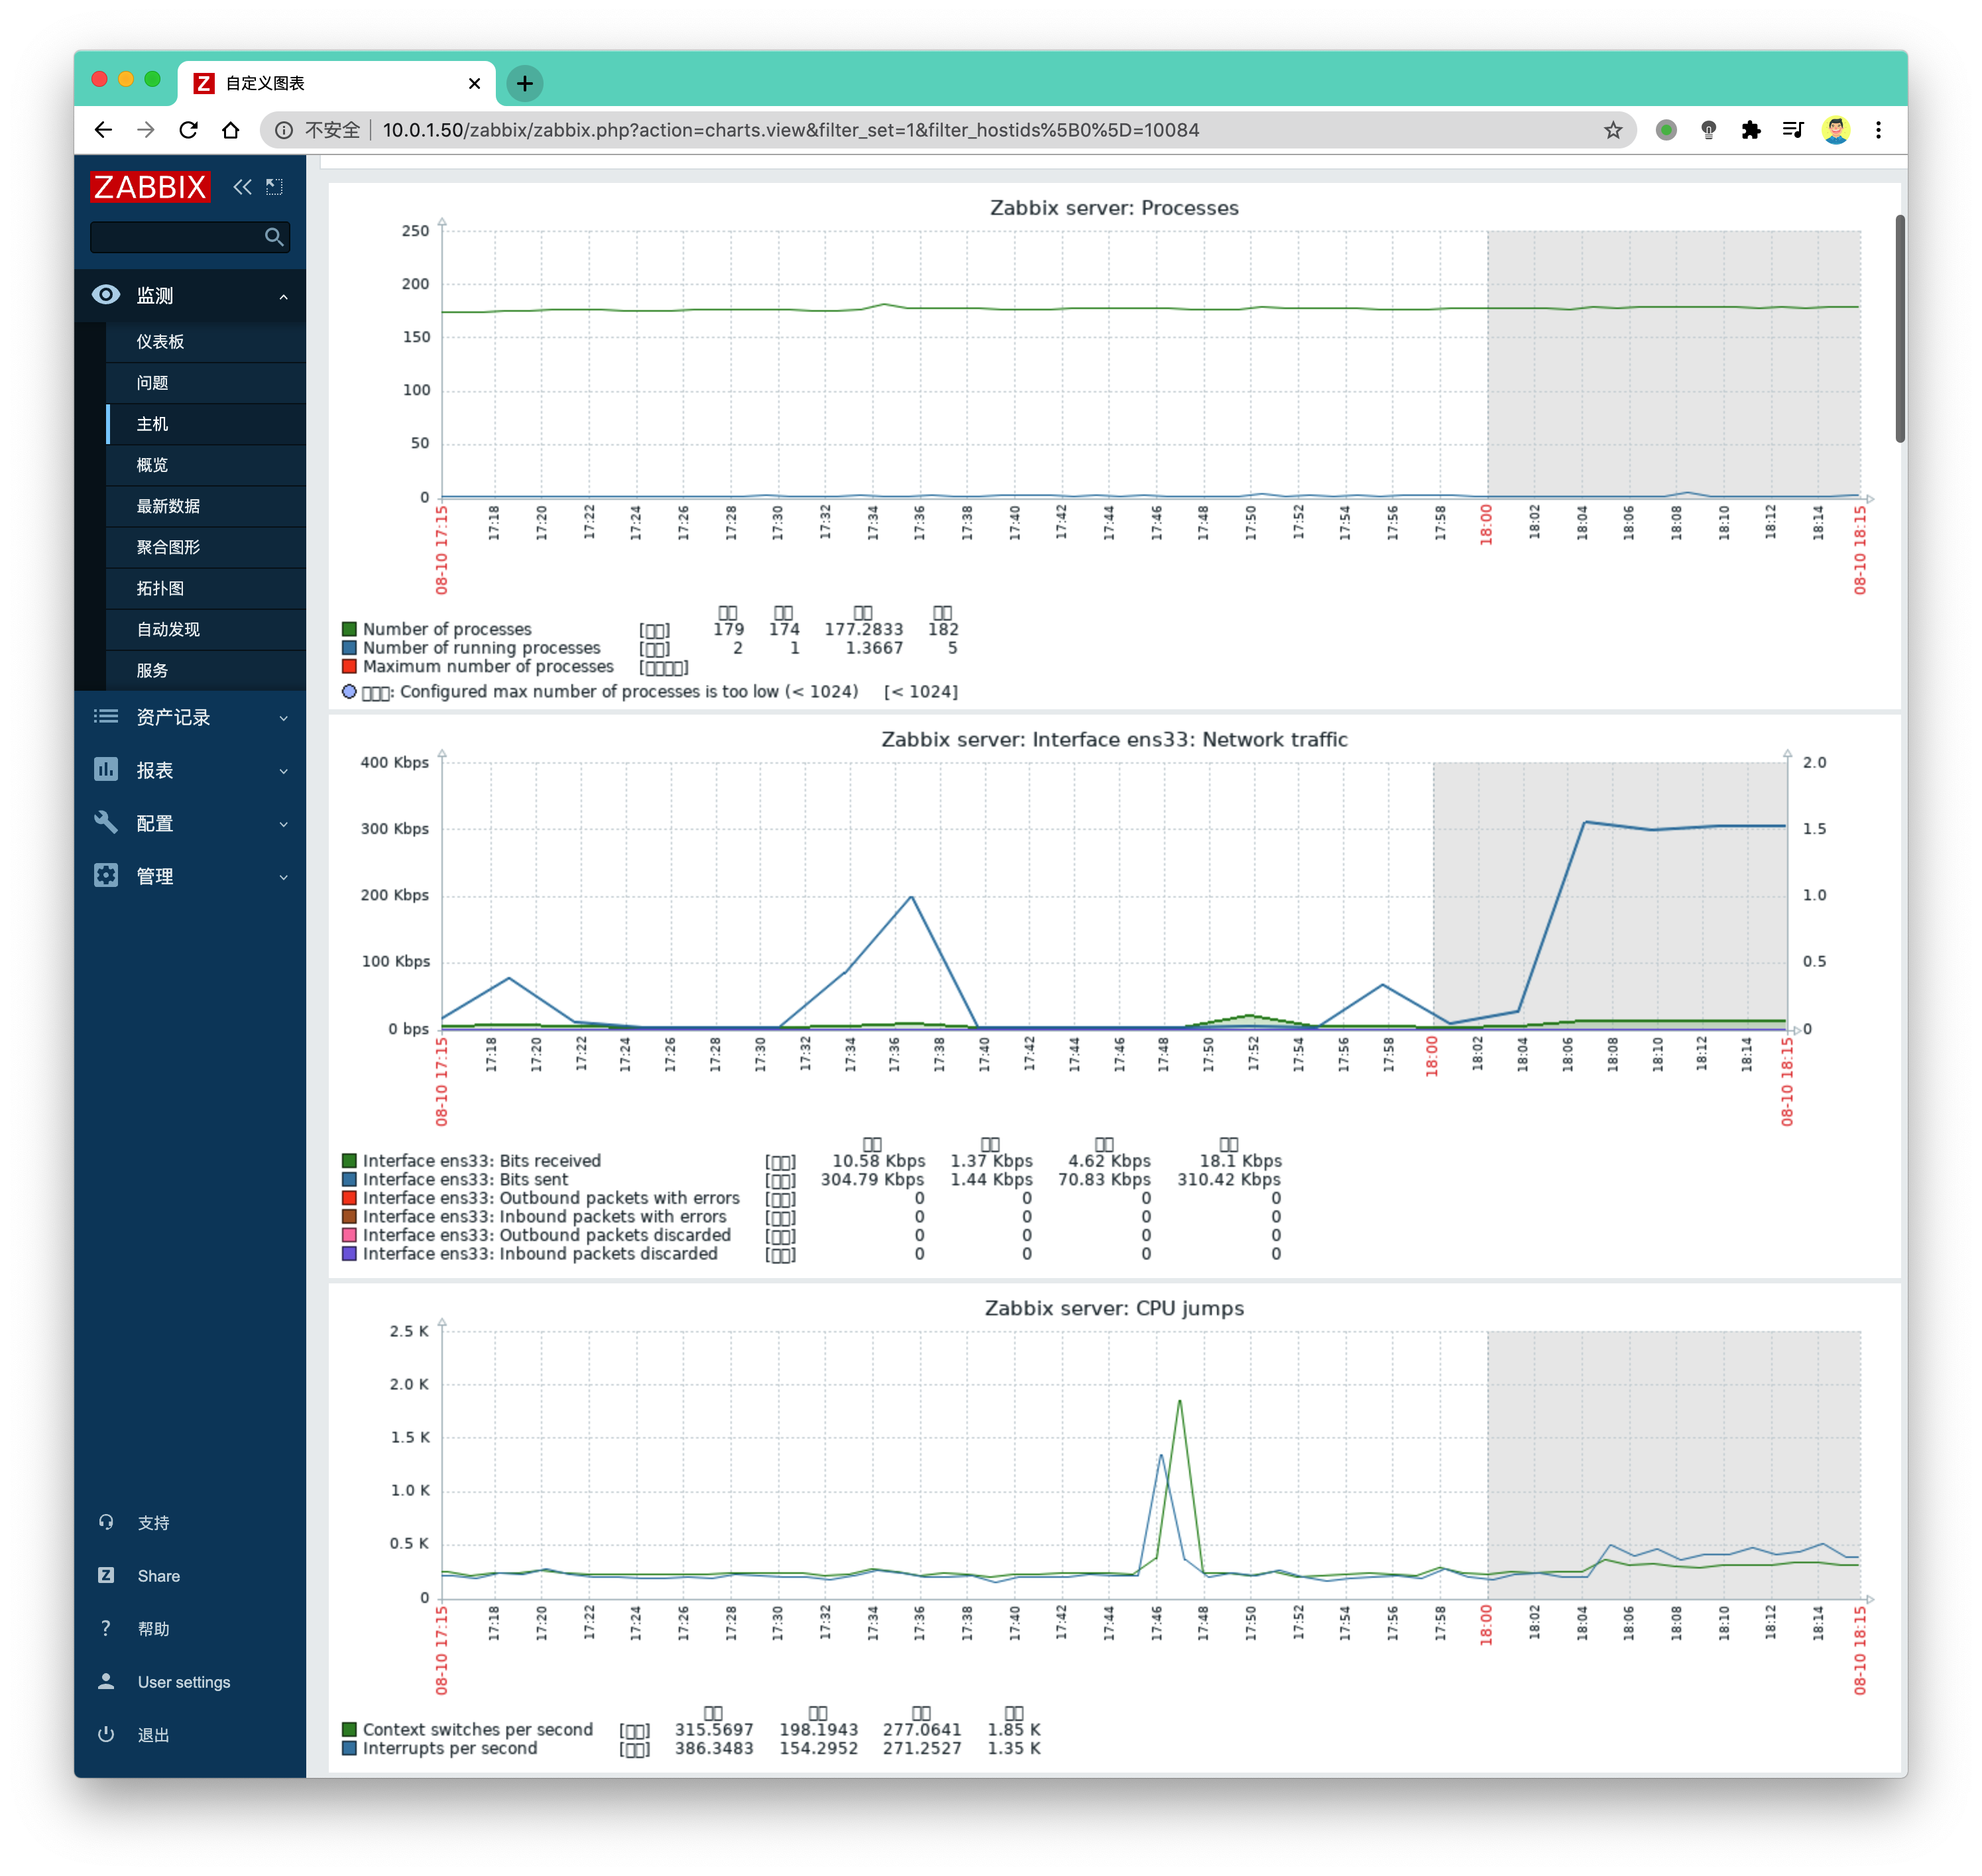 自定义图表
不安全 10.0.1.50/zabbix/zabbix.php?action=charts.view&filter_set=1&filter_hostids%5B0%5D=10084
ZABBIX
监测
仪表板
问题
主机
概览
最新数据
聚合图形
拓扑图
自动发现
服务
资产记录
报表
配置
管理
支持
Share
帮助
User settings
退出
Zabbix server: Processes
250
200
150
100
50
0
08-10 17:15 17:18 17:20 17:22 17:24 17:26 17:28 17:30 17:32 17:34 17:36 17:38 17:40 17:42 17:44 17:46 17:48 17:50 17:52 17:54 17:56 17:58 18:00 18:02 18:04 18:06 18:08 18:10 18:12 18:14 08-10 18:15
□□ □□ □□ □□
Number of processes [□□] 179 174 177.2833 182
Number of running processes [□□] 2 1 1.3667 5
Maximum number of processes [□□□□]
□□□: Configured max number of processes is too low (< 1024) [< 1024]
Zabbix server: Interface ens33: Network traffic
400 Kbps 2.0
300 Kbps 1.5
200 Kbps 1.0
100 Kbps 0.5
0 bps 0
08-10 17:15 17:18 17:20 17:22 17:24 17:26 17:28 17:30 17:32 17:34 17:36 17:38 17:40 17:42 17:44 17:46 17:48 17:50 17:52 17:54 17:56 17:58 18:00 18:02 18:04 18:06 18:08 18:10 18:12 18:14 08-10 18:15
□□ □□ □□ □□
Interface ens33: Bits received [□□] 10.58 Kbps 1.37 Kbps 4.62 Kbps 18.1 Kbps
Interface ens33: Bits sent [□□] 304.79 Kbps 1.44 Kbps 70.83 Kbps 310.42 Kbps
Interface ens33: Outbound packets with errors [□□] 0 0 0 0
Interface ens33: Inbound packets with errors [□□] 0 0 0 0
Interface ens33: Outbound packets discarded [□□] 0 0 0 0
Interface ens33: Inbound packets discarded [□□] 0 0 0 0
Zabbix server: CPU jumps
2.5 K
2.0 K
1.5 K
1.0 K
0.5 K
0
08-10 17:15 17:18 17:20 17:22 17:24 17:26 17:28 17:30 17:32 17:34 17:36 17:38 17:40 17:42 17:44 17:46 17:48 17:50 17:52 17:54 17:56 17:58 18:00 18:02 18:04 18:06 18:08 18:10 18:12 18:14 08-10 18:15
□□ □□ □□ □□
Context switches per second [□□] 315.5697 198.1943 277.0641 1.85 K
Interrupts per second [□□] 386.3483 154.2952 271.2527 1.35 K